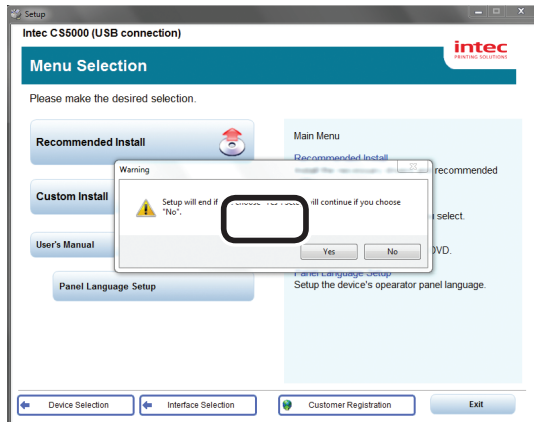 Setup
Intec CS5000 (USB connection)
intec
PRINTING SOLUTIONS
Menu Selection
Please make the desired selection.
Recommended Install
Custom Install
User's Manual
Panel Language Setup
Main Menu
Recommended Install
recommended
select.
DVD.
Panel Language Setup
Setup the device's opearator panel language.
Warning
Setup will end if choose "Yes". will continue if you choose
"No".
Yes No
Device Selection Interface Selection Customer Registration Exit